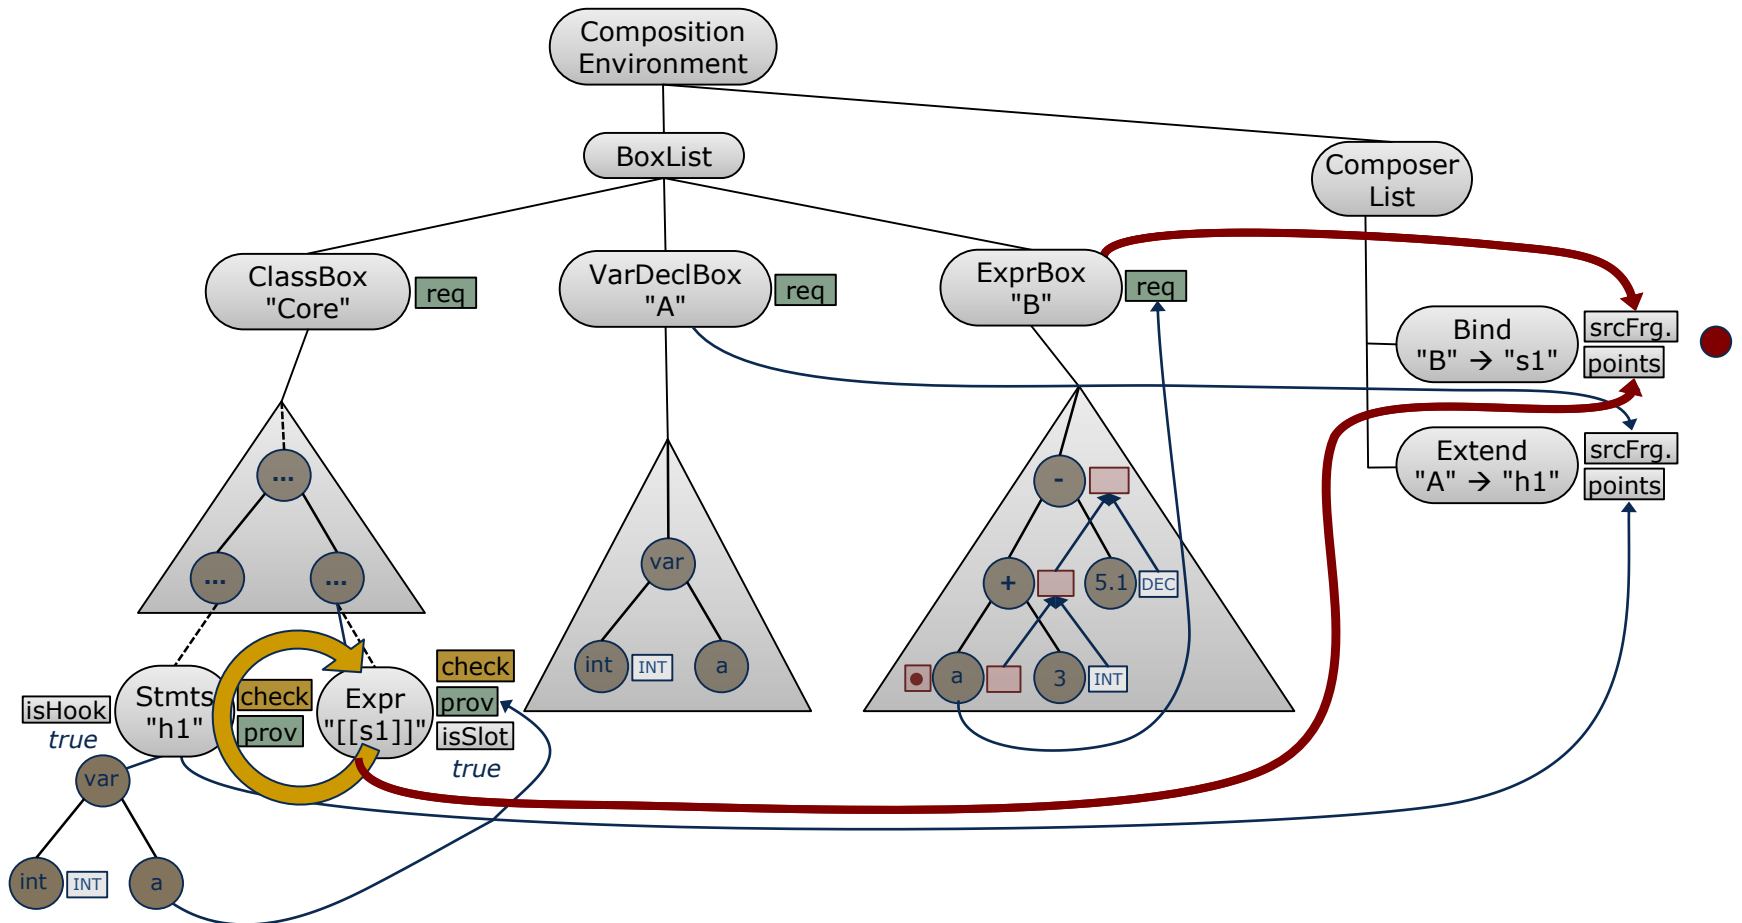 Composition
Environment
BoxList
Composer
List
ClassBox
"Core"
req
VarDeclBox
"A"
req
ExprBox
"B"
req
Bind
"B" → "s1"
srcFrg.
points
Extend
"A" → "h1"
srcFrg.
points
...
...
...
var
int
INT
a
-
+
5.1
DEC
a
3
INT
isHook
true
Stmts
"h1"
check
prov
Expr
"[[s1]]"
check
prov
isSlot
true
var
int
INT
a